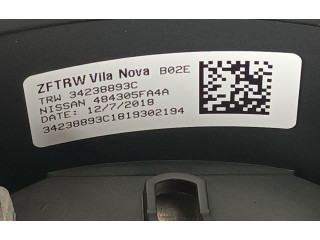 ZFTRW Vila Nova B02E
TRW 34238893C
NISSAN 484305FA4A
DATE: 12/7/2018
34238893C1819302194